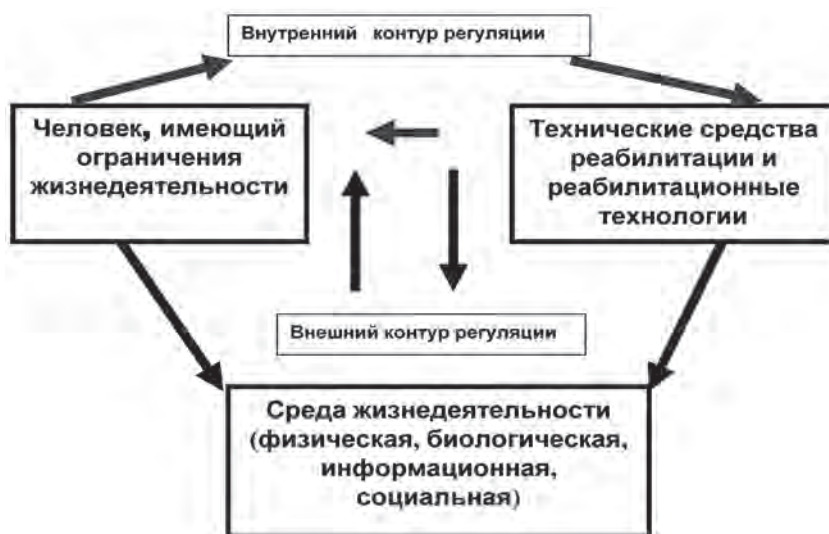 Внутренний контур регуляции
Человек, имеющий
ограничения
жизнедеятельности
Технические средства
реабилитации и
реабилитационные
технологии
Внешний контур регуляции
Среда жизнедеятельности
(физическая, биологическая,
информационная,
социальная)